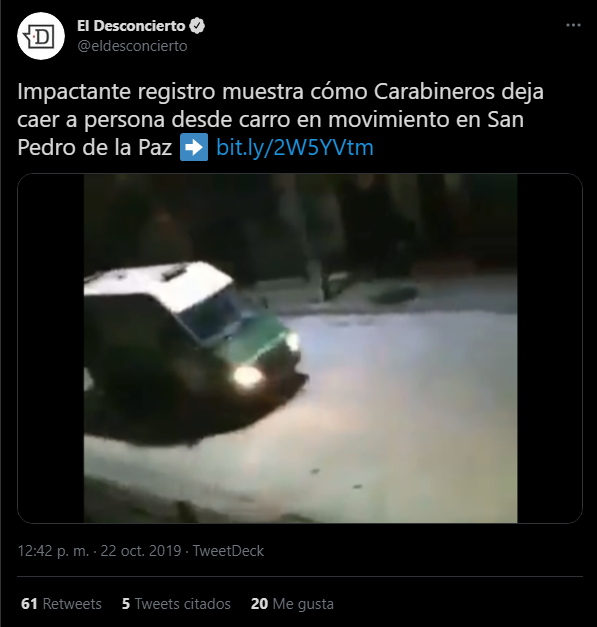 El Desconcierto
@eldesconcierto
Impactante registro muestra cómo Carabineros deja
caer a persona desde carro en movimiento en San
Pedro de la Paz ➡️ bit.ly/2W5YVtm
12:42 p. m. · 22 oct. 2019 · TweetDeck
61 Retweets 5 Tweets citados 20 Me gusta